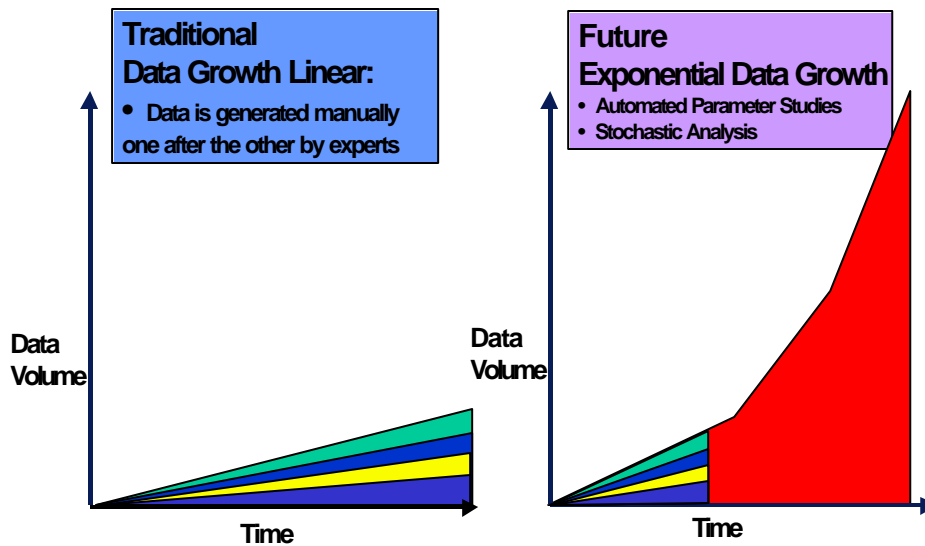 Traditional
Data Growth Linear:
• Data is generated manually
one after the other by experts
Data
Volume
Time
Future
Exponential Data Growth
• Automated Parameter Studies
• Stochastic Analysis
Data
Volume
Time